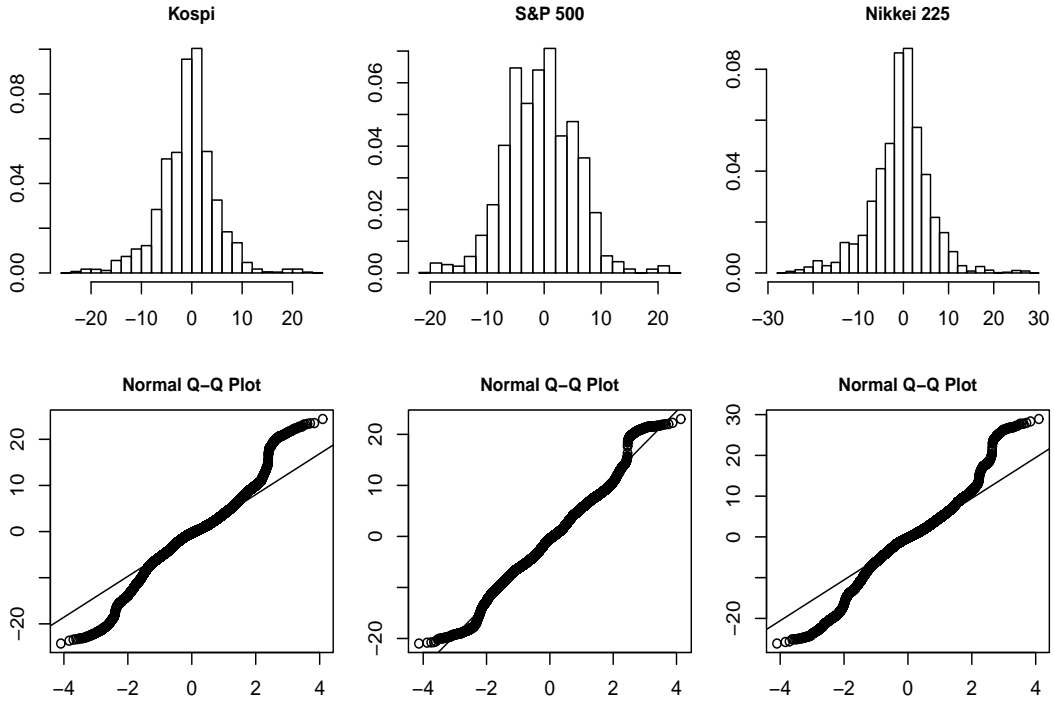 Kospi
0.00 0.04 0.08
−20 −10 0 10 20
S&P 500
0.00 0.02 0.04 0.06
−20 −10 0 10 20
Nikkei 225
0.00 0.04 0.08
−30 −10 0 10 20 30
Normal Q−Q Plot
−20 0 10 20
−4 −2 0 2 4
Normal Q−Q Plot
−20 0 10 20
−4 −2 0 2 4
Normal Q−Q Plot
−20 0 10 20 30
−4 −2 0 2 4